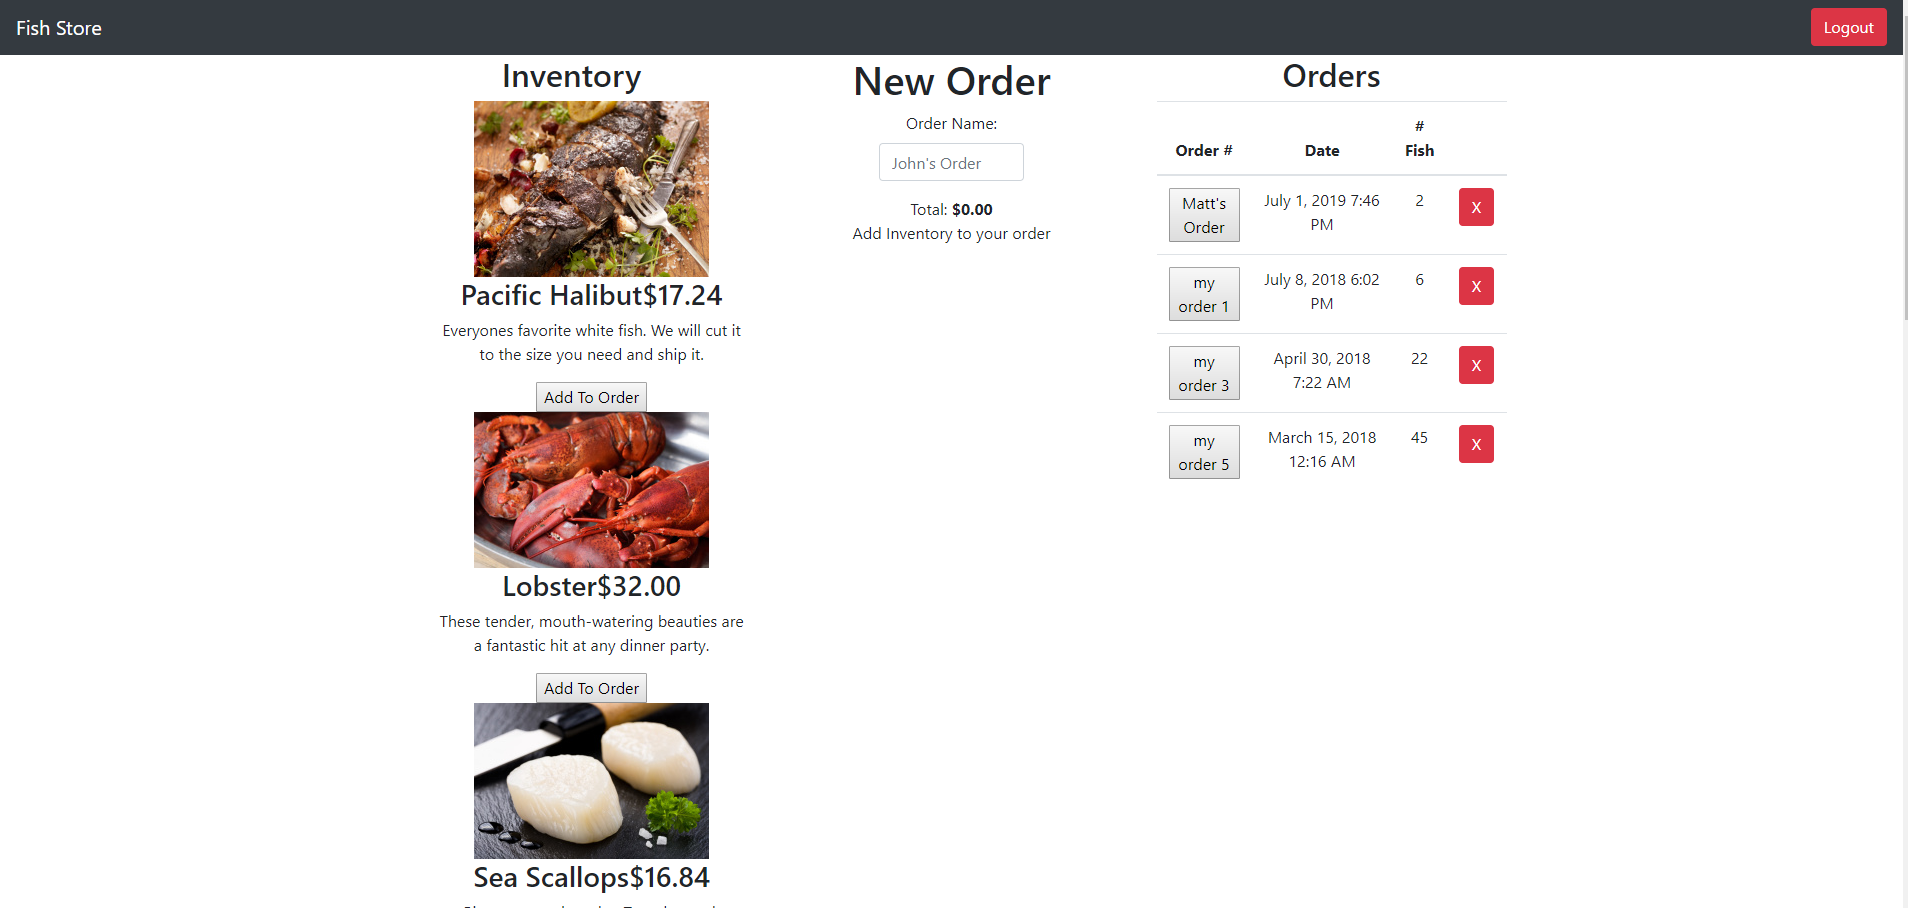 Fish Store
Logout
Inventory
Pacific Halibut$17.24
Everyones favorite white fish. We will cut it
to the size you need and ship it.
Add To Order
Lobster$32.00
These tender, mouth-watering beauties are
a fantastic hit at any dinner party.
Add To Order
Sea Scallops$16.84
New Order
Order Name:
John's Order
Total: $0.00
Add Inventory to your order
Orders
Order #
Date
#
Fish
Matt's
Order
July 1, 2019 7:46
PM
2
X
my
order 1
July 8, 2018 6:02
PM
6
X
my
order 3
April 30, 2018
7:22 AM
22
X
my
order 5
March 15, 2018
12:16 AM
45
X